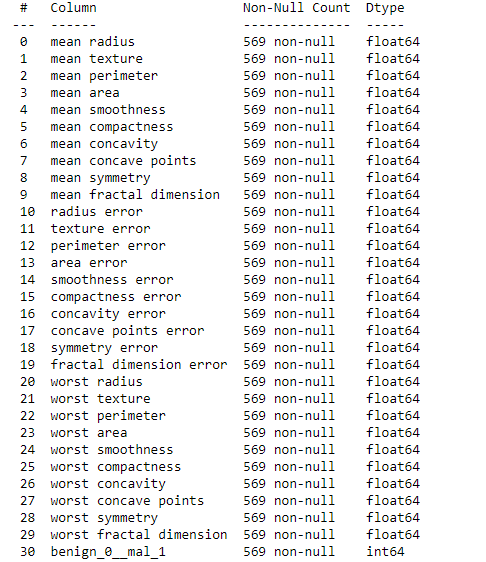 #   Column                   Non-Null Count  Dtype
---  ------                   --------------  -----
0   mean radius              569 non-null    float64
1   mean texture             569 non-null    float64
2   mean perimeter           569 non-null    float64
3   mean area                569 non-null    float64
4   mean smoothness          569 non-null    float64
5   mean compactness         569 non-null    float64
6   mean concavity           569 non-null    float64
7   mean concave points      569 non-null    float64
8   mean symmetry            569 non-null    float64
9   mean fractal dimension   569 non-null    float64
10  radius error             569 non-null    float64
11  texture error            569 non-null    float64
12  perimeter error          569 non-null    float64
13  area error               569 non-null    float64
14  smoothness error         569 non-null    float64
15  compactness error        569 non-null    float64
16  concavity error          569 non-null    float64
17  concave points error     569 non-null    float64
18  symmetry error           569 non-null    float64
19  fractal dimension error  569 non-null    float64
20  worst radius             569 non-null    float64
21  worst texture            569 non-null    float64
22  worst perimeter          569 non-null    float64
23  worst area               569 non-null    float64
24  worst smoothness         569 non-null    float64
25  worst compactness        569 non-null    float64
26  worst concavity          569 non-null    float64
27  worst concave points     569 non-null    float64
28  worst symmetry           569 non-null    float64
29  worst fractal dimension  569 non-null    float64
30  benign_0__mal_1          569 non-null    int64